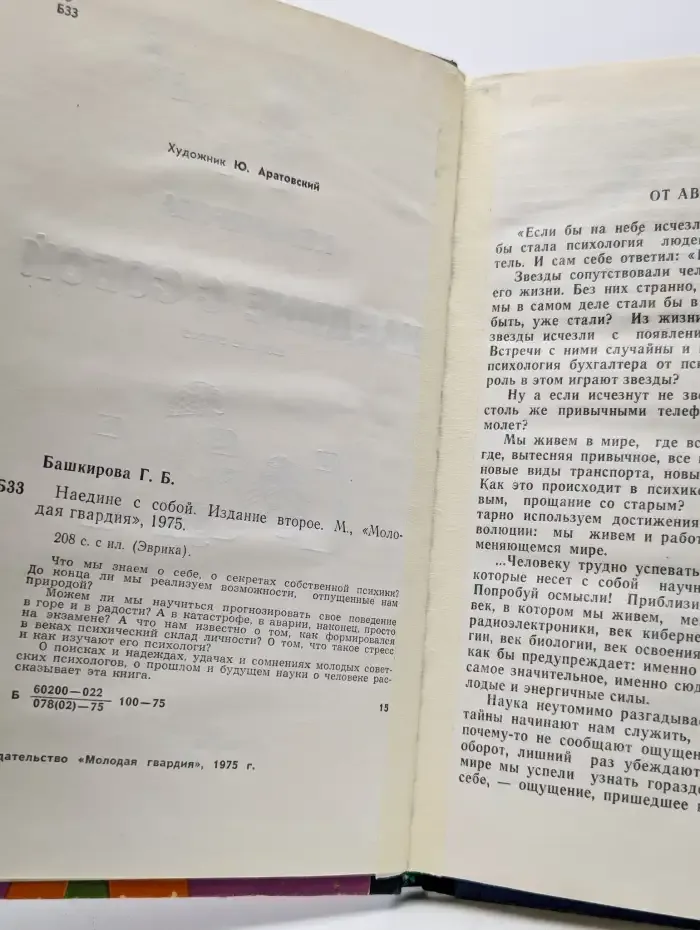 Б33
Художник Ю. Аратовский
Башкирова Г. Б.
Б33
Наедине с собой. Издание второе. М., «Моло-
дая гвардия», 1975.
208 с. с ил. (Эврика).
Что мы знаем о себе, о секретах собственной психики?
До конца ли мы реализуем возможности, отпущенные нам
природой?
Можем ли мы научиться прогнозировать свое поведение
в горе и в радости? А в катастрофе, в аварии, наконец, просто
на экзамене? А что нам известно о том, как формировался
в веках психический склад личности? О том, что такое стресс
и как изучают его психологи?
О поисках и надеждах, удачах и сомнениях молодых совет-
ских психологов, о прошлом и будущем науки о человеке рас-
сказывает эта книга.
Б 60200—022
078(02)—75 100—75
15
дательство «Молодая гвардия», 1975 г.
ОТ АВ
«Если бы на небе исчезл
бы стала психология люде
тель. И сам себе ответил: «
Звезды сопутствовали чел
его жизни. Без них странно,
мы в самом деле стали бы в
быть, уже стали? Из жизн
звезды исчезли с появлени
Встречи с ними случайны и
психология бухгалтера от пс
роль в этом играют звезды?
Ну а если исчезнут не зве
столь же привычными телеф
молет?
Мы живем в мире, где вс
где, вытесняя привычное, все
новые виды транспорта, новы
Как это происходит в психик
вым, прощание со старым?
тарно используем достижения
волюции: мы живем и работ
меняющемся мире.
...Человеку трудно успевать
которые несет с собой научн
Попробуй осмысли! Приблизи
век, в котором мы живем, ме
радиоэлектроники, век киберне
гии, век биологии, век освоения
как бы предупреждает: именно
самое значительное, именно сюд
лодые и энергичные силы.
Наука неутомимо разгадывае
тайны начинают нам служить,
почему-то не сообщают ощущен
оборот, лишний раз убеждают
мире мы успели узнать горазд
себе, — ощущение, пришедшее